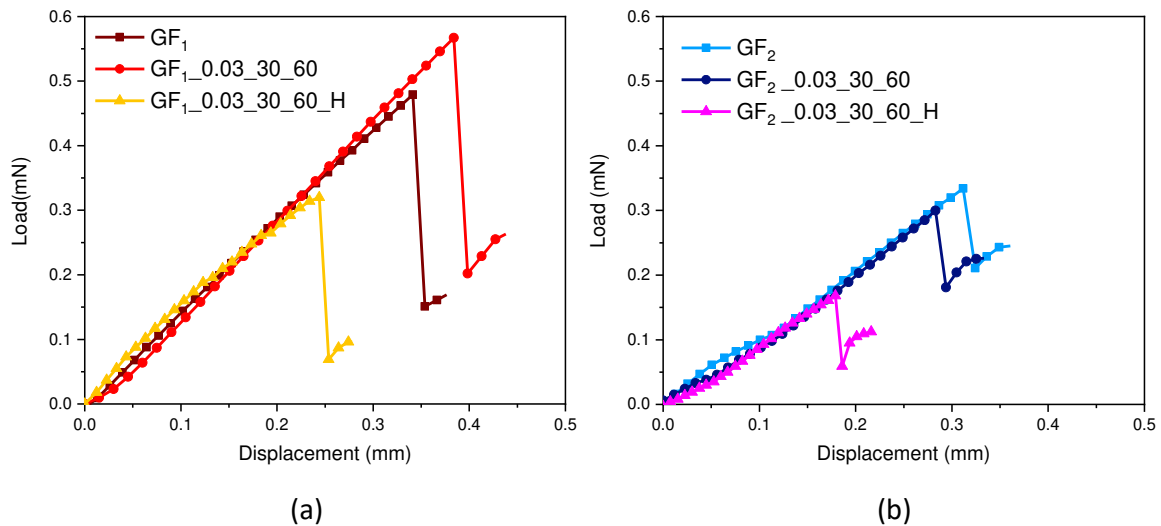 GF₁
GF₁_0.03_30_60
GF₁_0.03_30_60_H
Load(mN)
0.6
0.5
0.4
0.3
0.2
0.1
0.0
0.0 0.1 0.2 0.3 0.4 0.5
Displacement (mm)
(a)
GF₂
GF₂ _0.03_30_60
GF₂ _0.03_30_60_H
Load (mN)
0.6
0.5
0.4
0.3
0.2
0.1
0.0
0.0 0.1 0.2 0.3 0.4 0.5
Displacement (mm)
(b)